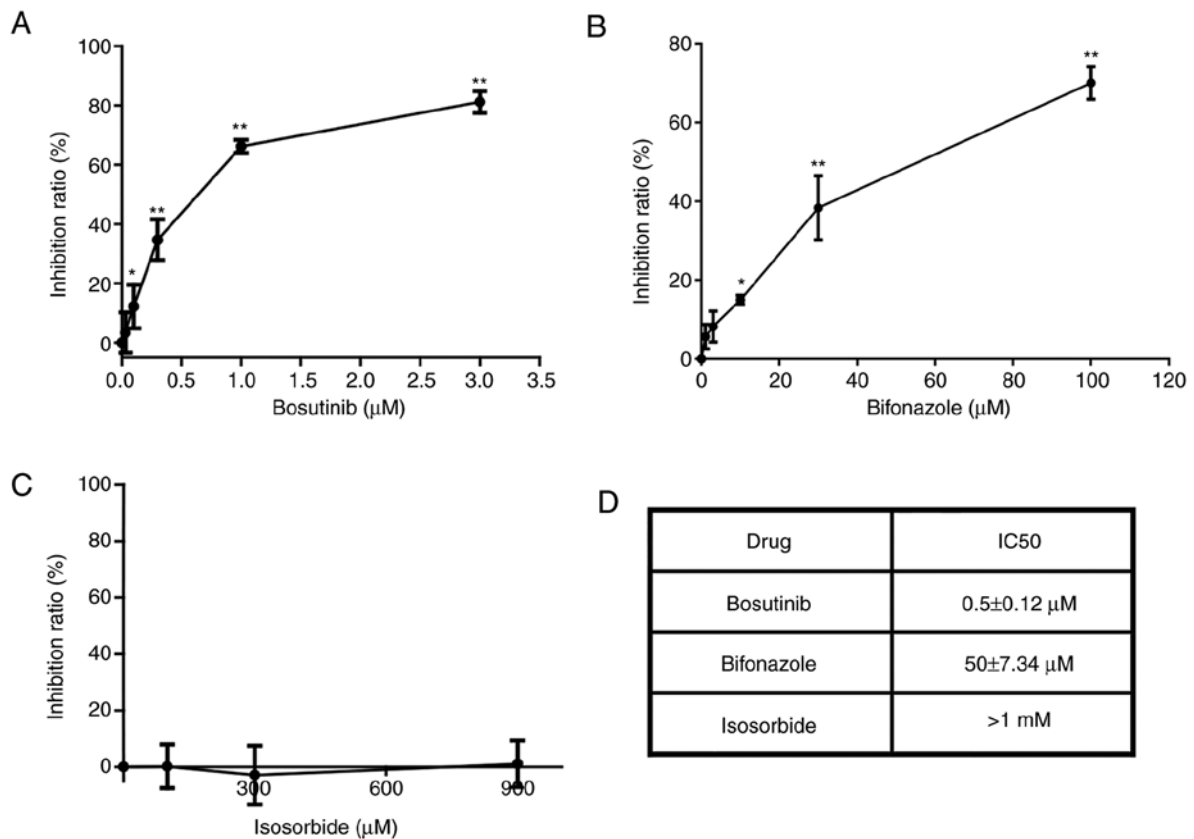 A
Inhibition ratio (%)
100
80
60
40
20
0
*
**
**
**
0.0 0.5 1.0 1.5 2.0 2.5 3.0 3.5
Bosutinib (μM)
B
Inhibition ratio (%)
80
60
40
20
0
*
**
**
0 20 40 60 80 100 120
Bifonazole (μM)
C
Inhibition ratio (%)
100
80
60
40
20
0
300 600 900
Isosorbide (μM)
D
Drug IC50
Bosutinib 0.5±0.12 μM
Bifonazole 50±7.34 μM
Isosorbide >1 mM